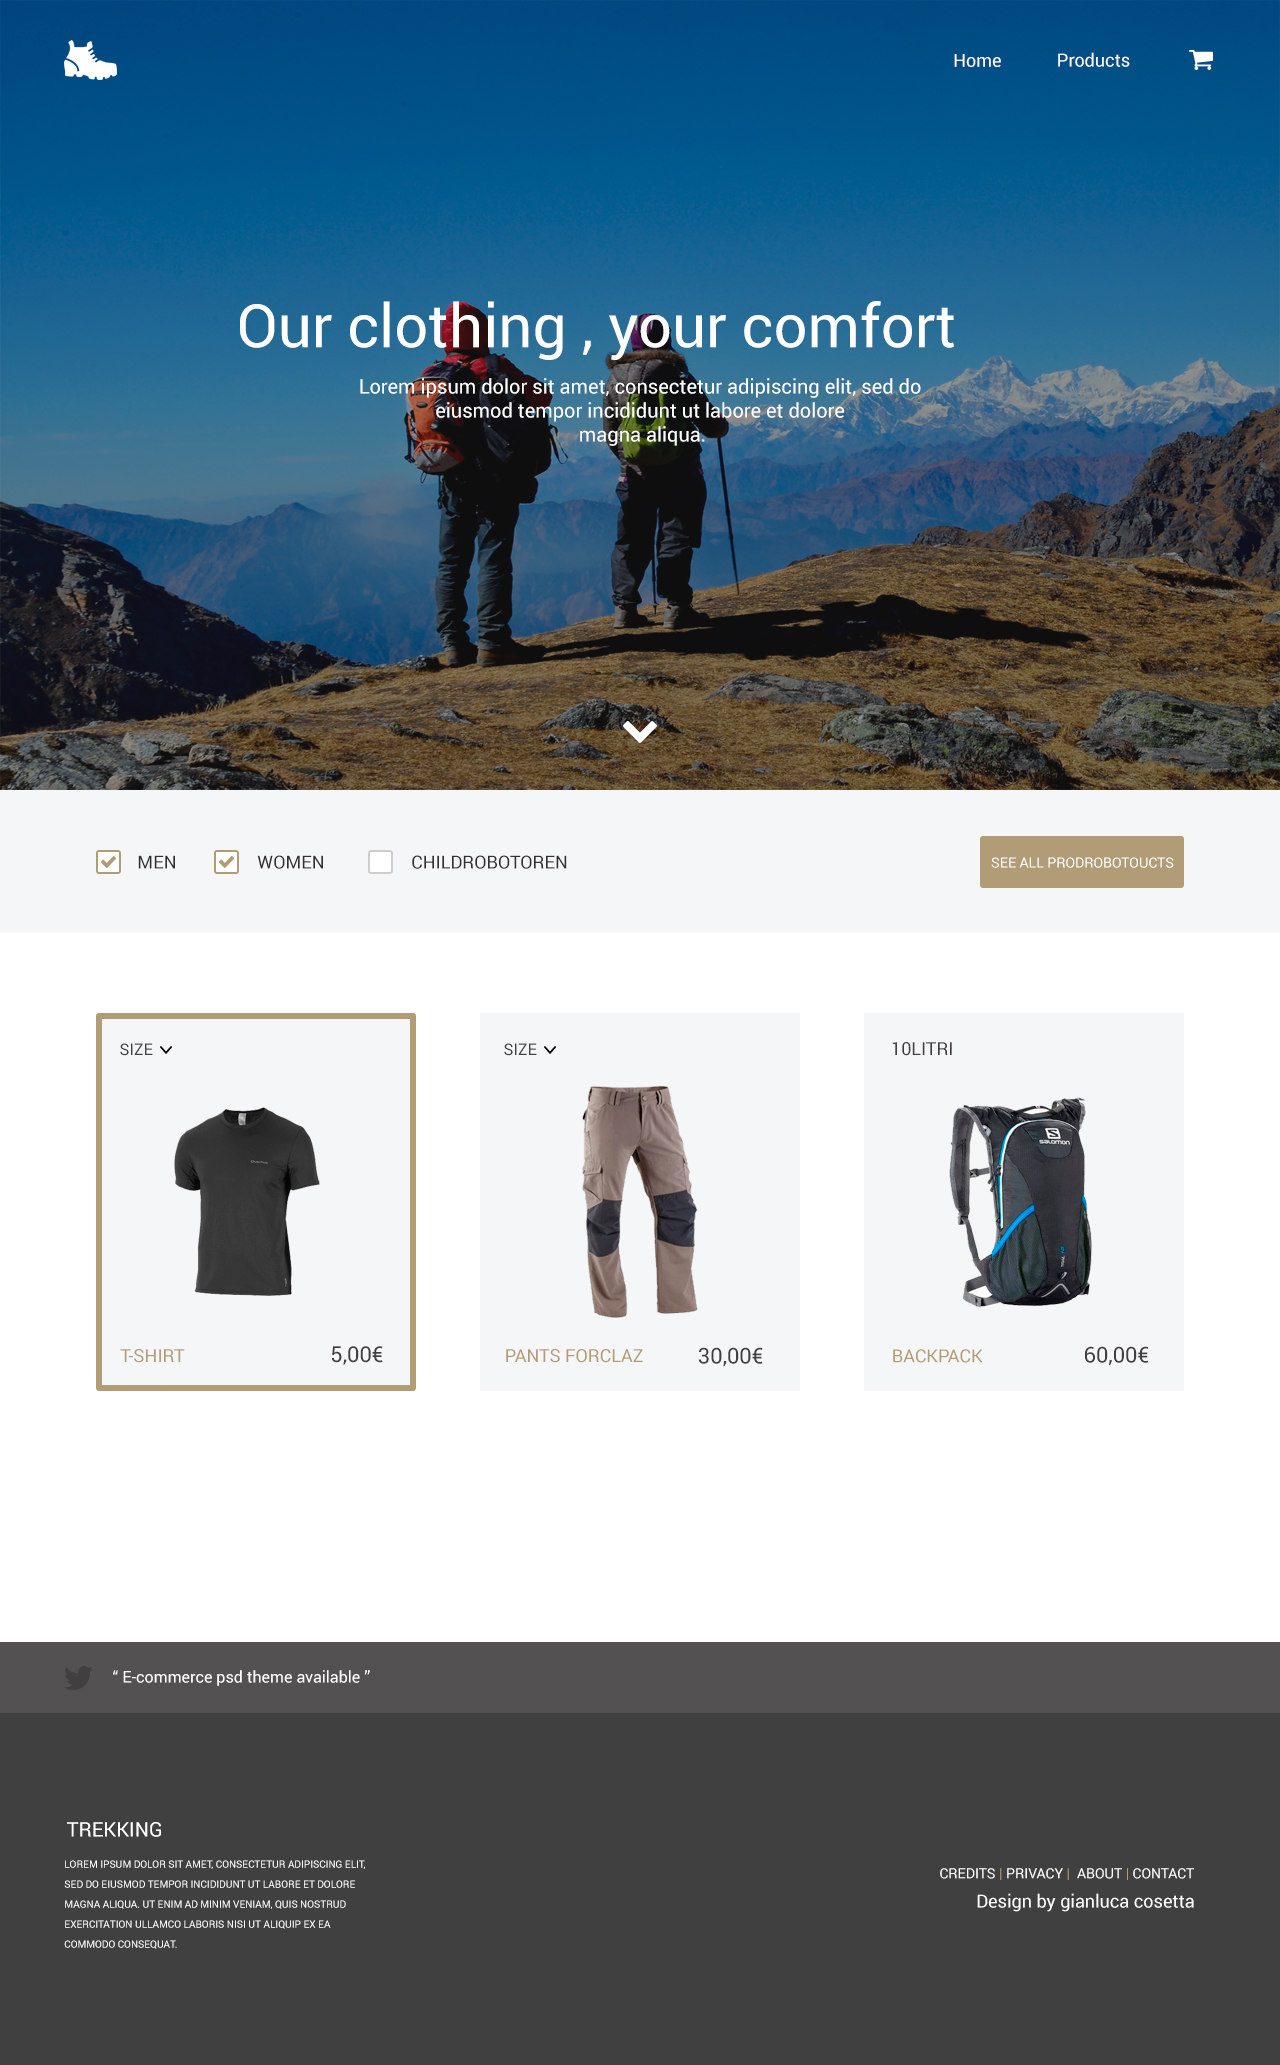 Home
Products
Our clothing , your comfort
Lorem ipsum dolor sit amet, consectetur adipiscing elit, sed do
eiusmod tempor incididunt ut labore et dolore
magna aliqua.
MEN
WOMEN
CHILDROBOTOREN
SEE ALL PRODROBOTOUCTS
SIZE
SIZE
10LITRI
SALOMON
T-SHIRT
5,00€
PANTS FORCLAZ
30,00€
BACKPACK
60,00€
“ E-commerce psd theme available ”
TREKKING
LOREM IPSUM DOLOR SIT AMET, CONSECTETUR ADIPISCING ELIT,
SED DO EIUSMOD TEMPOR INCIDIDUNT UT LABORE ET DOLORE
MAGNA ALIQUA. UT ENIM AD MINIM VENIAM, QUIS NOSTRUD
EXERCITATION ULLAMCO LABORIS NISI UT ALIQUIP EX EA
COMMODO CONSEQUAT.
CREDITS | PRIVACY | ABOUT | CONTACT
Design by gianluca cosetta